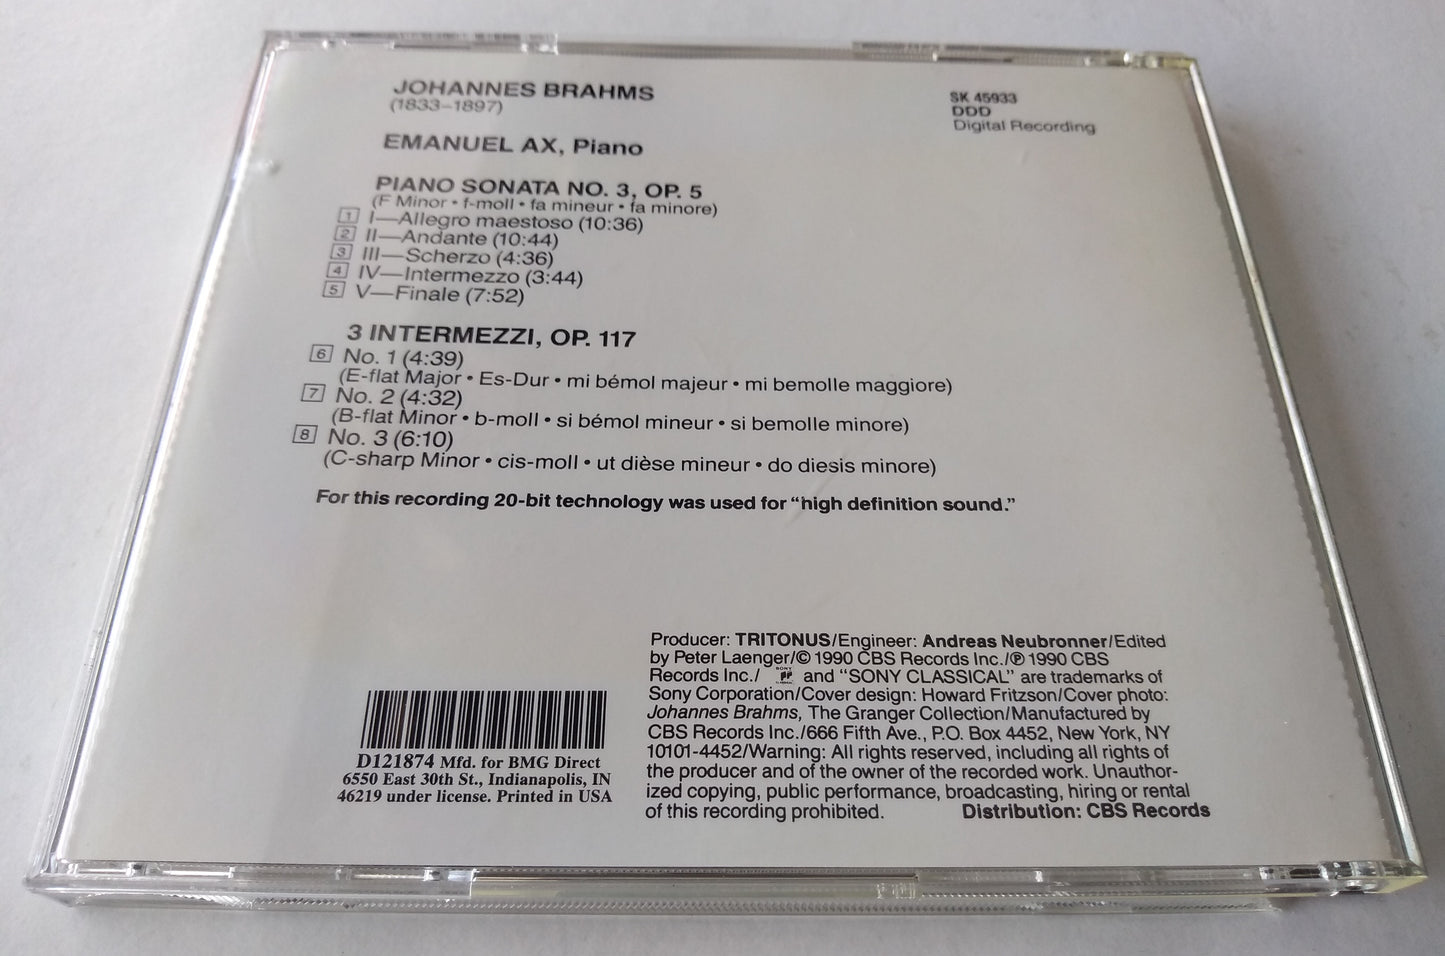 JOHANNES BRAHMS
(1833–1897)
SK 45933
DDD
Digital Recording
EMANUEL AX, Piano
PIANO SONATA NO. 3, OP. 5
(F Minor • f-moll • fa mineur • fa minore)
1 I—Allegro maestoso (10:36)
2 II—Andante (10:44)
3 III—Scherzo (4:36)
4 IV—Intermezzo (3:44)
5 V—Finale (7:52)
3 INTERMEZZI, OP. 117
6 No. 1 (4:39)
(E-flat Major • Es-Dur • mi bémol majeur • mi bemolle maggiore)
7 No. 2 (4:32)
(B-flat Minor • b-moll • si bémol mineur • si bemolle minore)
8 No. 3 (6:10)
(C-sharp Minor • cis-moll • ut dièse mineur • do diesis minore)
For this recording 20-bit technology was used for “high definition sound.”
Producer: TRITONUS/Engineer: Andreas Neubronner/Edited
by Peter Laenger/© 1990 CBS Records Inc./℗ 1990 CBS
Records Inc./ and “SONY CLASSICAL” are trademarks of
Sony Corporation/Cover design: Howard Fritzson/Cover photo:
Johannes Brahms, The Granger Collection/Manufactured by
CBS Records Inc./666 Fifth Ave., P.O. Box 4452, New York, NY
10101-4452/Warning: All rights reserved, including all rights of
the producer and of the owner of the recorded work. Unauthor-
ized copying, public performance, broadcasting, hiring or rental
of this recording prohibited. Distribution: CBS Records
D121874 Mfd. for BMG Direct
6550 East 30th St., Indianapolis, IN
46219 under license. Printed in USA